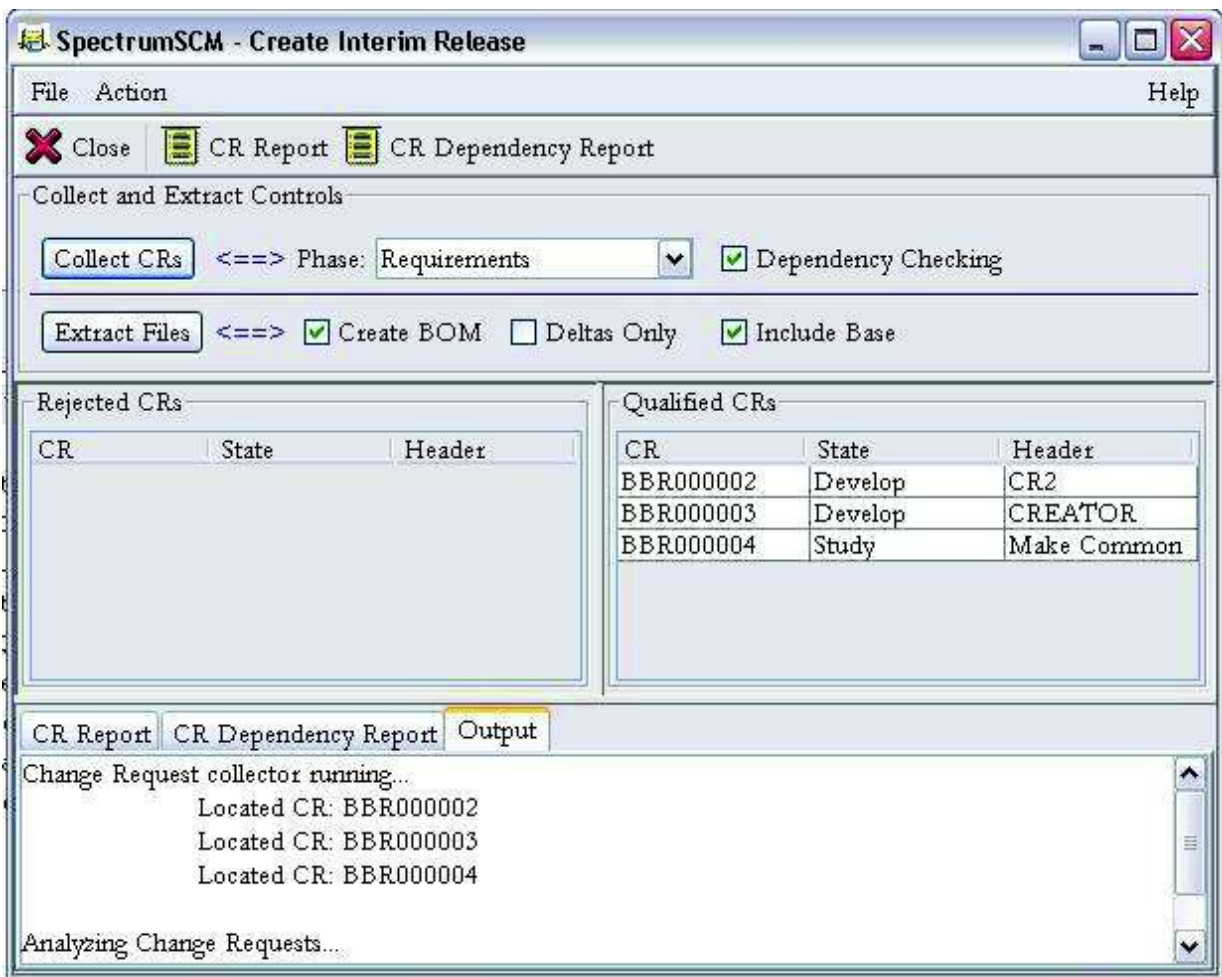 SpectrumSCM - Create Interim Release
File Action Help
Close CR Report CR Dependency Report
Collect and Extract Controls
Collect CRs <==> Phase: Requirements Dependency Checking
Extract Files <==> Create BOM Deltas Only Include Base
Rejected CRs Qualified CRs
CR State Header CR State Header
BBR000002 Develop CR2
BBR000003 Develop CREATOR
BBR000004 Study Make Common
CR Report CR Dependency Report Output
Change Request collector running...
Located CR: BBR000002
Located CR: BBR000003
Located CR: BBR000004
Analyzing Change Requests...